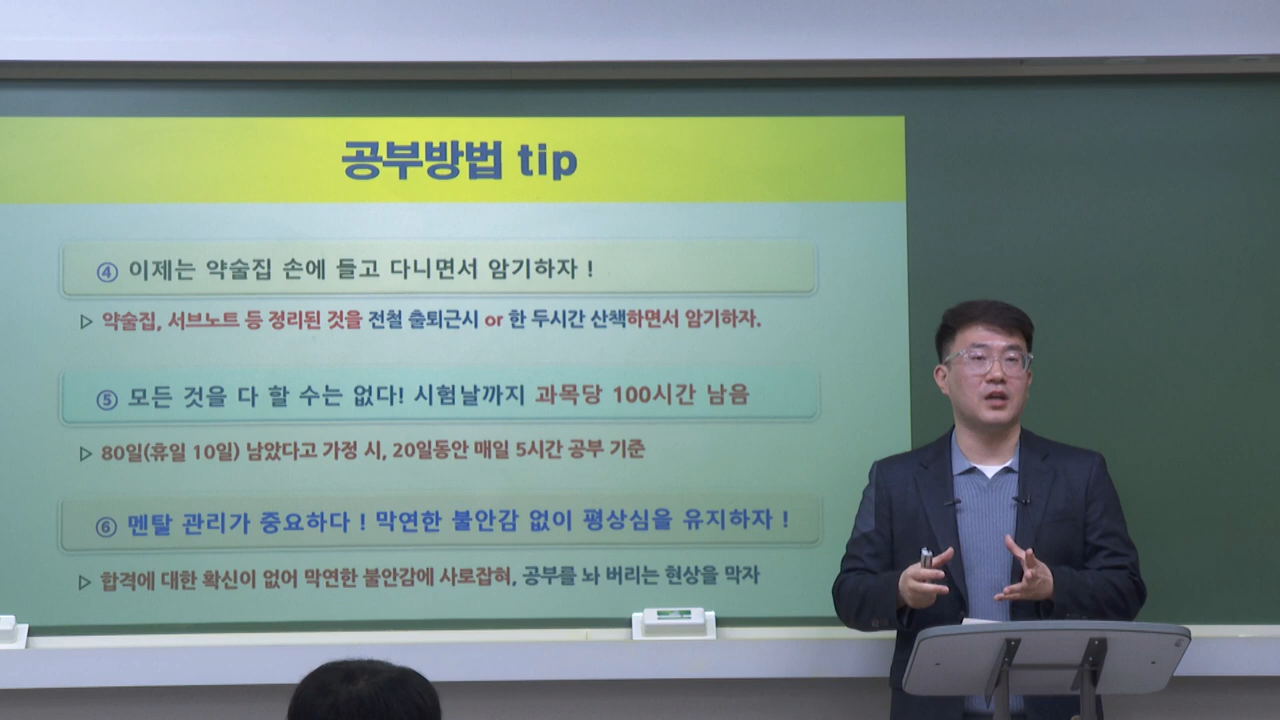 공부방법 tip
④ 이제는 약술집 손에 들고 다니면서 암기하자 !
▷ 약술집, 서브노트 등 정리된 것을 전철 출퇴근시 or 한 두시간 산책하면서 암기하자.
⑤ 모든 것을 다 할 수는 없다! 시험날까지 과목당 100시간 남음
▷ 80일(휴일 10일) 남았다고 가정 시, 20일동안 매일 5시간 공부 기준
⑥ 멘탈 관리가 중요하다 ! 막연한 불안감 없이 평상심을 유지하자 !
▷ 합격에 대한 확신이 없어 막연한 불안감에 사로잡혀, 공부를 놔 버리는 현상을 막자